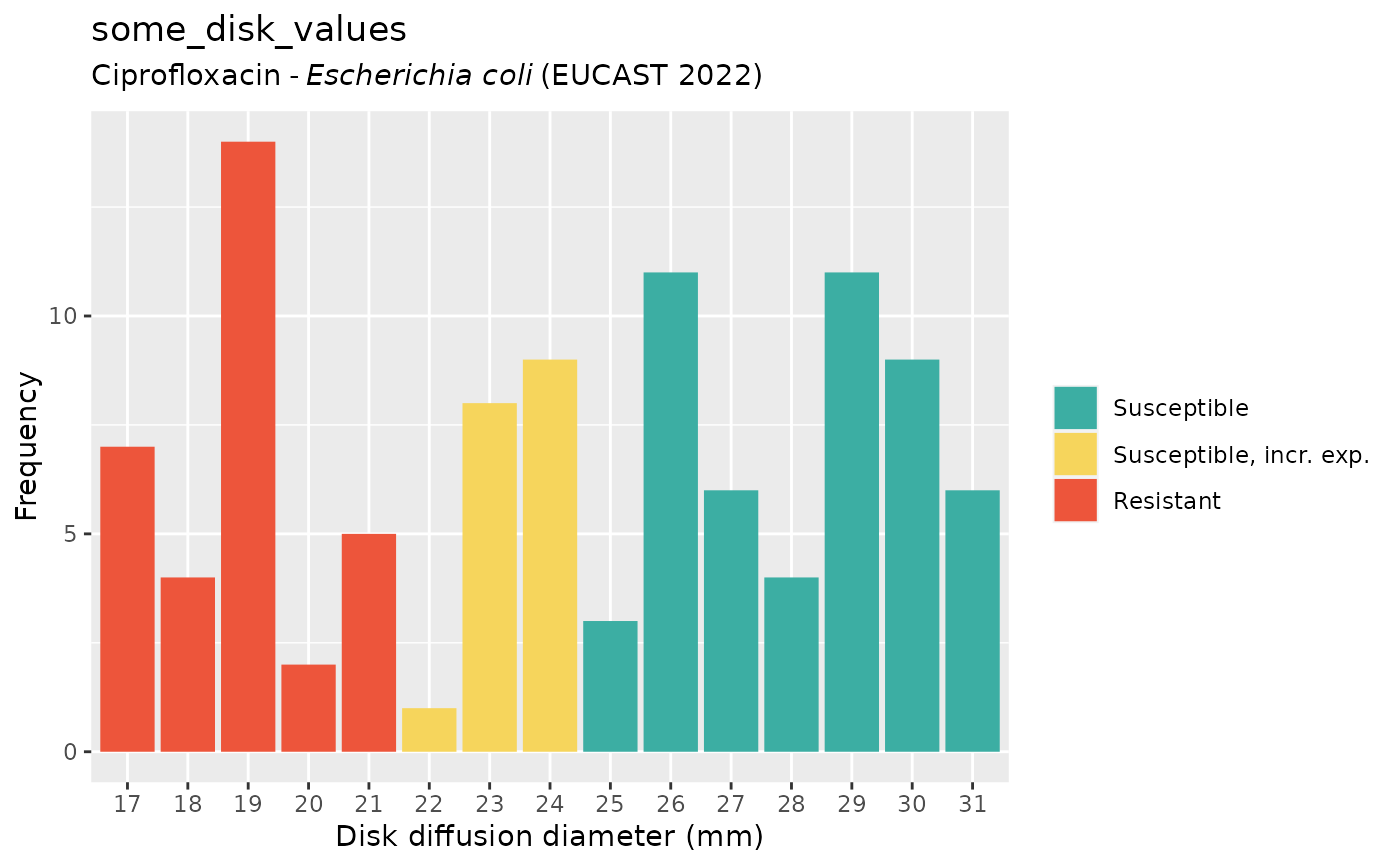 some_disk_values
Ciprofloxacin - Escherichia coli (EUCAST 2022)
Frequency
10
5
0
17 18 19 20 21 22 23 24 25 26 27 28 29 30 31
Disk diffusion diameter (mm)
Susceptible
Susceptible, incr. exp.
Resistant